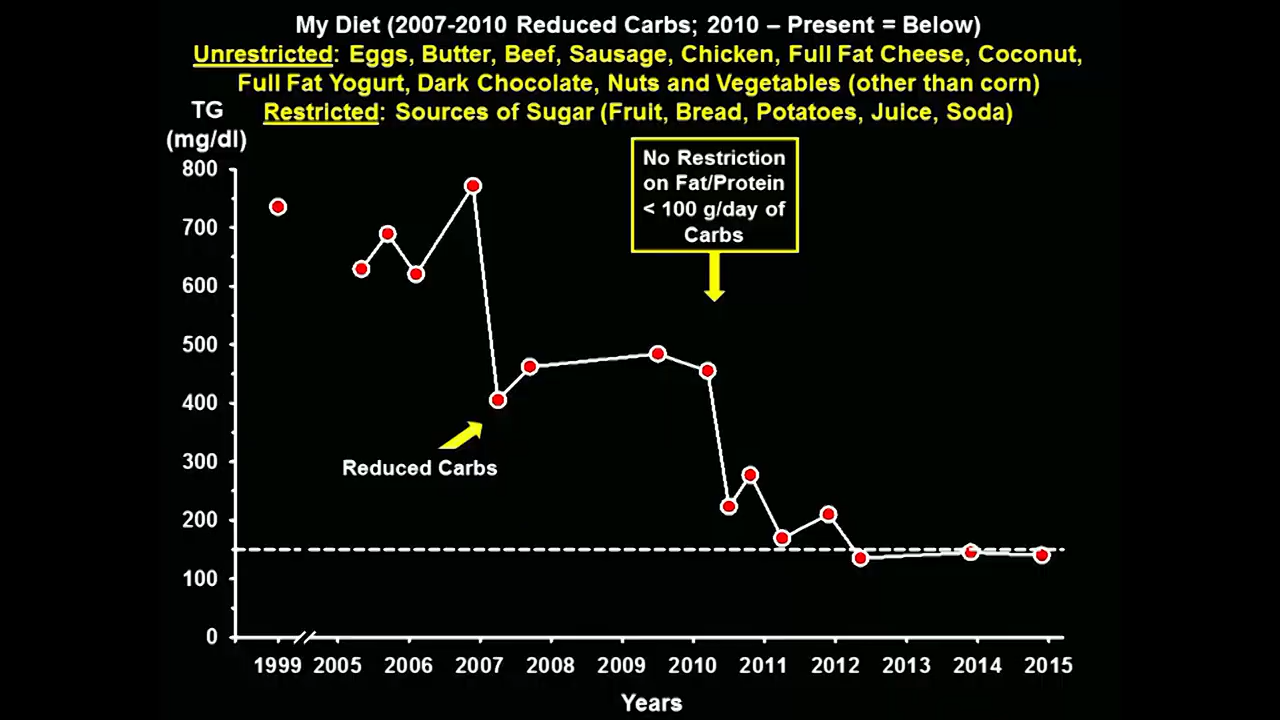 My Diet (2007-2010 Reduced Carbs; 2010 – Present = Below)
Unrestricted: Eggs, Butter, Beef, Sausage, Chicken, Full Fat Cheese, Coconut,
Full Fat Yogurt, Dark Chocolate, Nuts and Vegetables (other than corn)
Restricted: Sources of Sugar (Fruit, Bread, Potatoes, Juice, Soda)
TG
(mg/dl)
No Restriction
on Fat/Protein
< 100 g/day of
Carbs
800
700
600
500
400
300
200
100
0
Reduced Carbs
1999 2005 2006 2007 2008 2009 2010 2011 2012 2013 2014 2015
Years